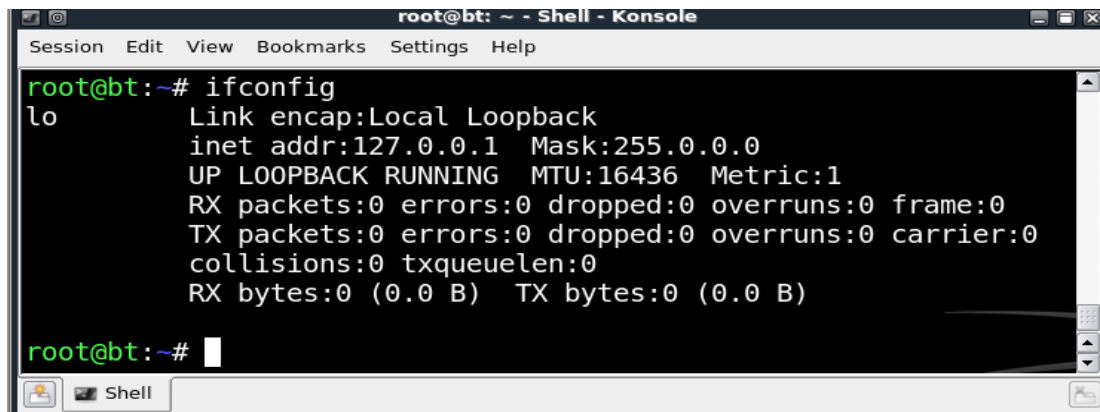 root@bt: ~ - Shell - Konsole
Session Edit View Bookmarks Settings Help
root@bt:~# ifconfig
lo        Link encap:Local Loopback
          inet addr:127.0.0.1  Mask:255.0.0.0
          UP LOOPBACK RUNNING  MTU:16436  Metric:1
          RX packets:0 errors:0 dropped:0 overruns:0 frame:0
          TX packets:0 errors:0 dropped:0 overruns:0 carrier:0
          collisions:0 txqueuelen:0
          RX bytes:0 (0.0 B)  TX bytes:0 (0.0 B)
root@bt:~#
Shell